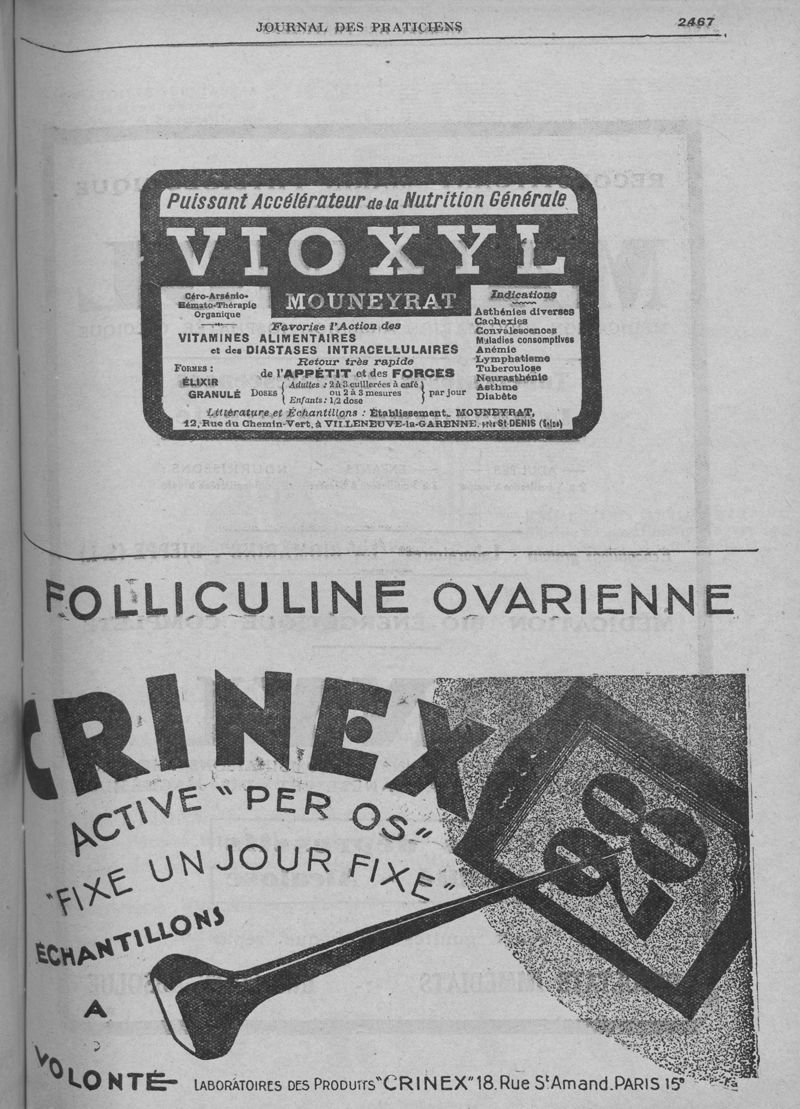 JOURNAL DES PRATICIENS
2467
Puissant Accélérateur de la Nutrition Générale
VIOXYL
MOUNEYRAT
Céro-Arsénio-
Hémato-Thérapie
Organique
Favorise l'Action des
VITAMINES ALIMENTAIRES
et des DIASTASES INTRACELLULAIRES
Retour très rapide
de l'APPÉTIT et des FORCES
FORMES :
ÉLIXIR
GRANULÉ
DOSES
Adultes : 2 à 3 cuillerées à café
ou 2 à 3 mesures
Enfants : 1/2 dose
par jour
Indications
Asthénies diverses
Cachexies
Convalescences
Maladies consomptives
Anémie
Lymphatisme
Tuberculose
Neurasthénie
Asthme
Diabète
Littérature et Échantillons : Établissement MOUNEYRAT,
12, Rue du Chemin-Vert, à VILLENEUVE-la-GARENNE, près St-DENIS (Seine)
FOLLICULINE OVARIENNE
CRINEX
ACTIVE "PER OS"
"FIXE UN JOUR FIXE"
28
ÉCHANTILLONS
A
VOLONTÉ
LABORATOIRES DES PRODUITS "CRINEX" 18. Rue St Amand. PARIS 15e